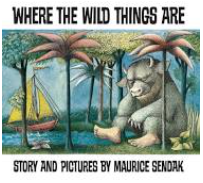 WHERE THE WILD THINGS ARE
STORY AND PICTURES BY MAURICE SENDAK